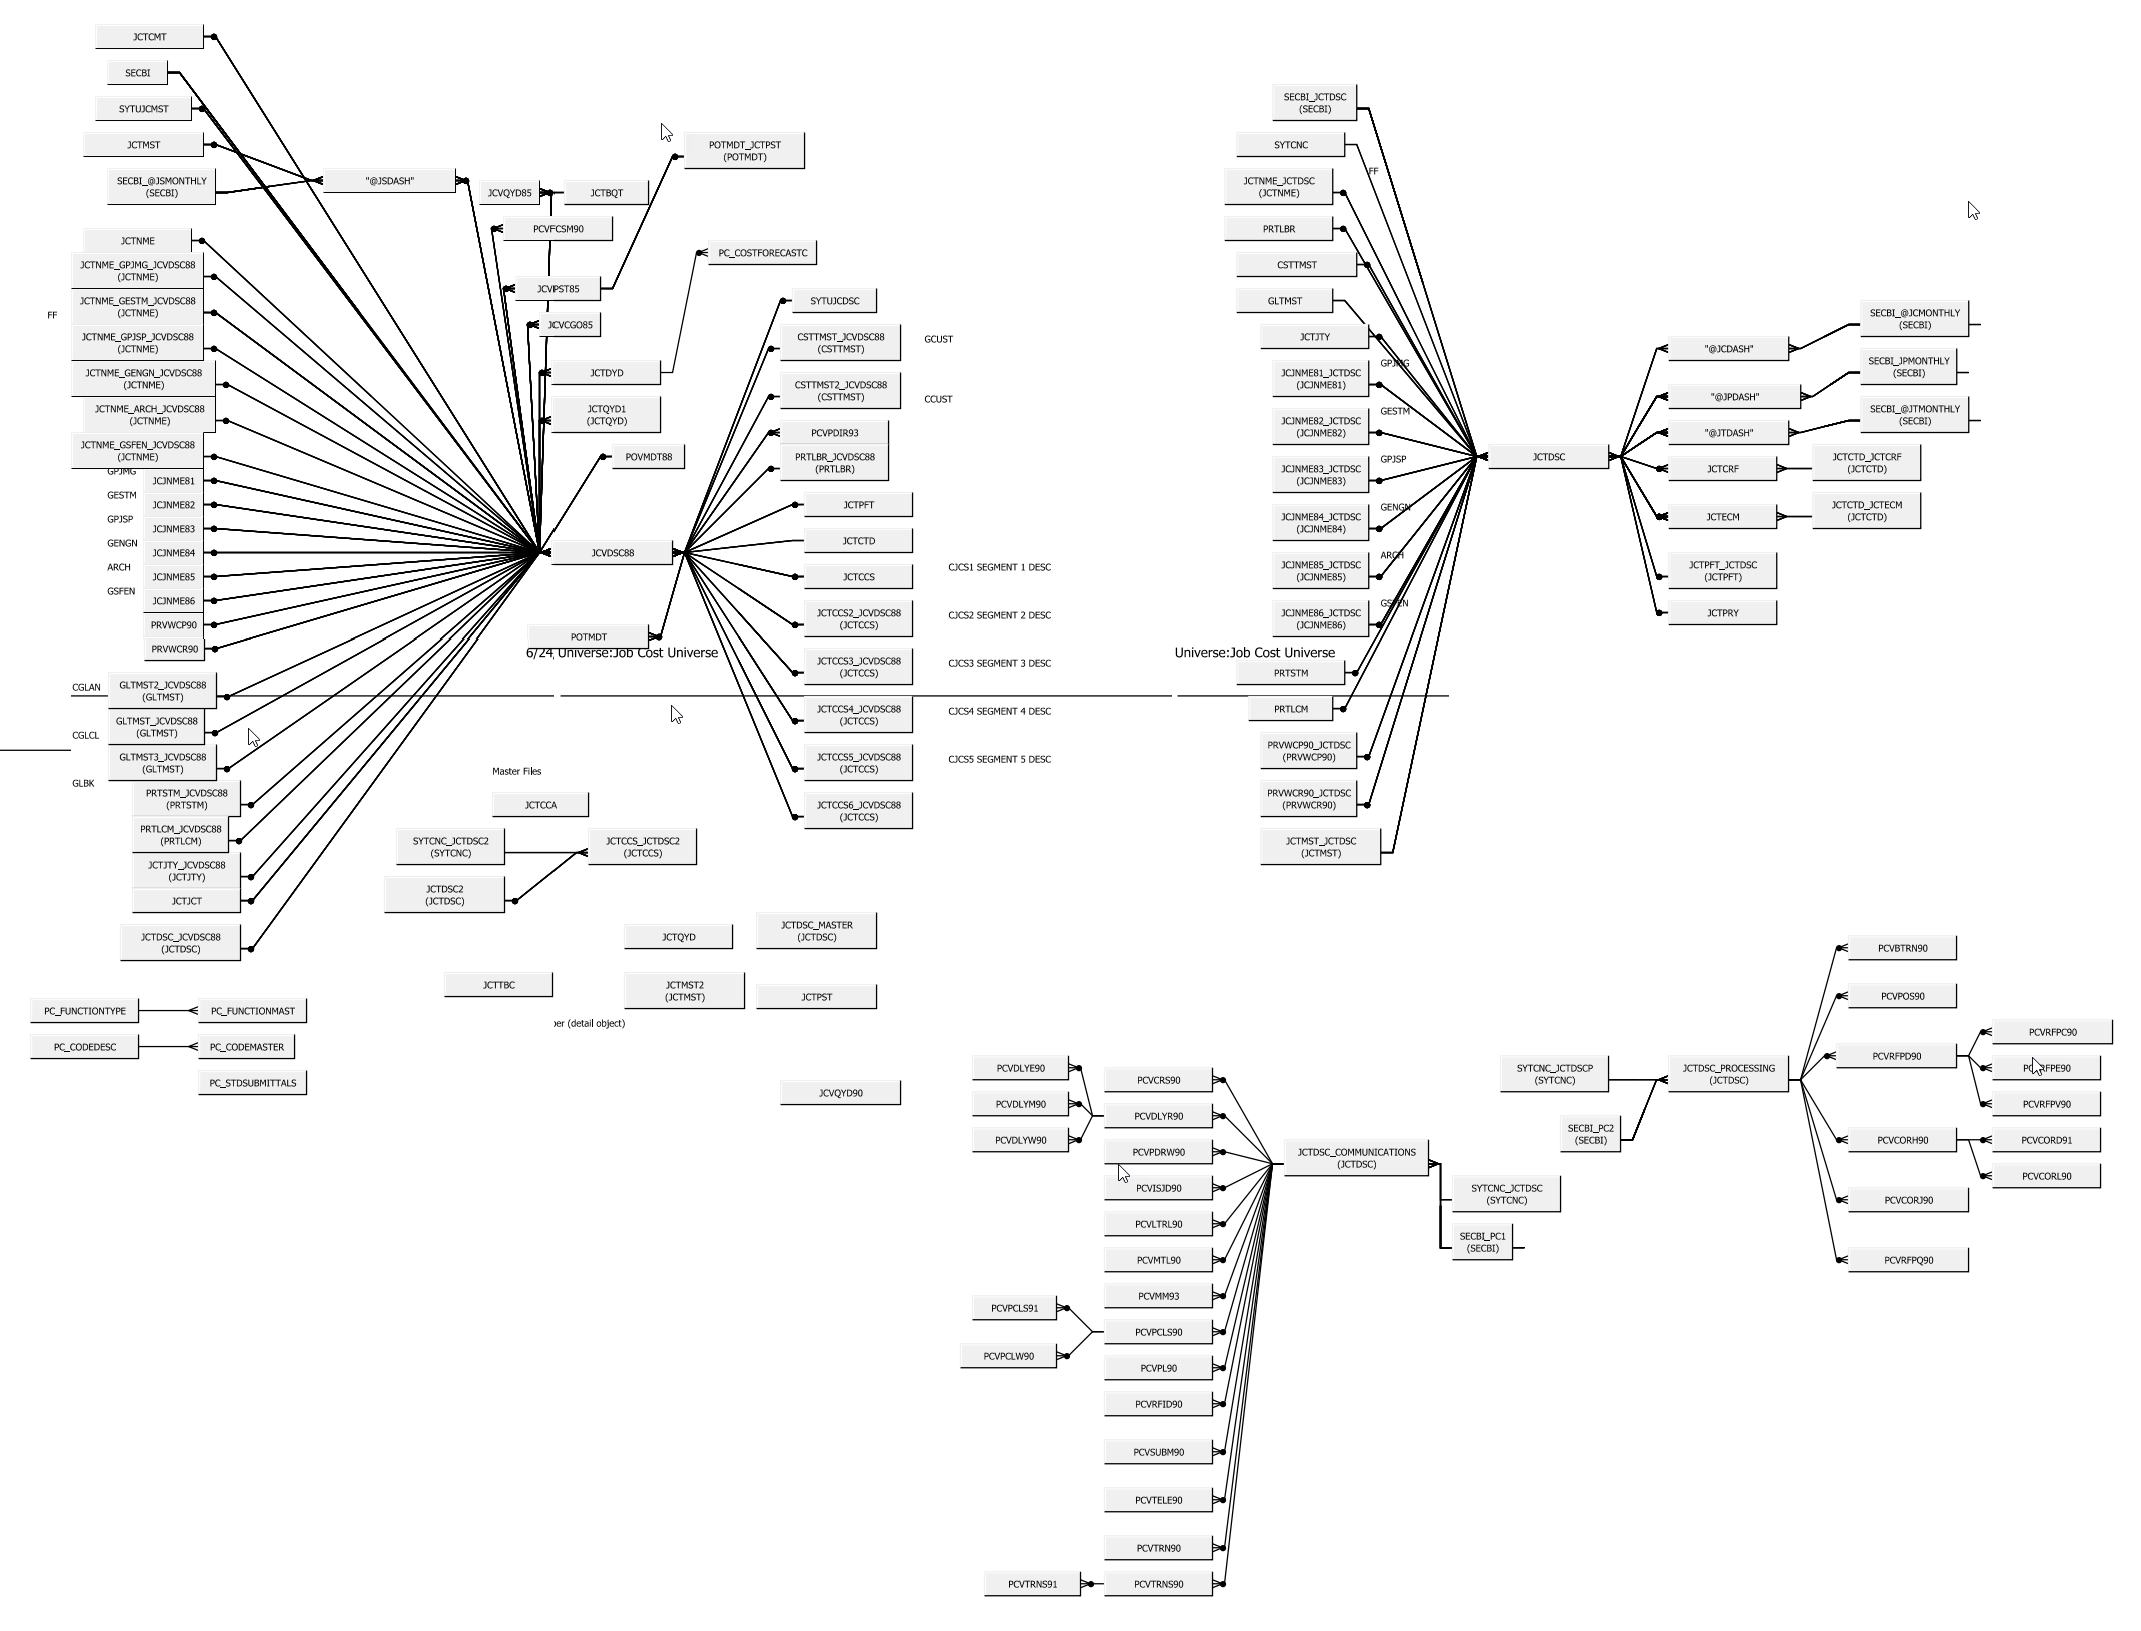 JCTCMT
SECBI
SYTUJCMST
JCTMST
SECBI_@JSMONTHLY
(SECBI)
"@JSDASH"
JCVQYD85
JCTBQT
POTMDT_JCTPST
(POTMDT)
PCVFCSM90
PC_COSTFORECASTC
JCVCGO85
JCTDYD
JCTQYD1
(JCTQYD)
POVMDT88
JCTNME
JCTNME_GPJMG_JCVDSC88
(JCTNME)
JCTNME_GESTM_JCVDSC88
(JCTNME)
FF
JCTNME_GPJSP_JCVDSC88
(JCTNME)
JCTNME_GENGN_JCVDSC88
(JCTNME)
JCTNME_ARCH_JCVDSC88
(JCTNME)
JCTNME_GSFEN_JCVDSC88
(JCTNME)
GPJMG
JCJNME81
GESTM
JCJNME82
GPJSP
JCJNME83
GENGN
JCJNME84
ARCH
JCJNME85
GSFEN
JCJNME86
PRVWCP90
PRVWCR90
CGLAN
GLTMST2_JCVDSC88
(GLTMST)
CGLCL
GLTMST_JCVDSC88
(GLTMST)
GLTMST3_JCVDSC88
(GLTMST)
GLBK
PRTSTM_JCVDSC88
(PRTSTM)
PRTLCM_JCVDSC88
(PRTLCM)
JCTJTY_JCVDSC88
(JCTJTY)
JCTJCT
JCTDSC_JCVDSC88
(JCTDSC)
JCVDSC88
POTMDT
6/24, Universe:Job Cost Universe
SYTUJCDSC
CSTTMST_JCVDSC88
(CSTTMST)
GCUST
CSTTMST2_JCVDSC88
(CSTTMST)
CCUST
PCVPDIR93
PRTLBR_JCVDSC88
(PRTLBR)
JCTPFT
JCTCTD
JCTCCS
CJCS1 SEGMENT 1 DESC
JCTCCS2_JCVDSC88
(JCTCCS)
CJCS2 SEGMENT 2 DESC
JCTCCS3_JCVDSC88
(JCTCCS)
CJCS3 SEGMENT 3 DESC
JCTCCS4_JCVDSC88
(JCTCCS)
CJCS4 SEGMENT 4 DESC
JCTCCS5_JCVDSC88
(JCTCCS)
CJCS5 SEGMENT 5 DESC
JCTCCS6_JCVDSC88
(JCTCCS)
Master Files
JCTCCA
SYTCNC_JCTDSC2
(SYTCNC)
JCTCCS_JCTDSC2
(JCTCCS)
JCTDSC2
(JCTDSC)
JCTQYD
JCTDSC_MASTER
(JCTDSC)
JCTTBC
JCTMST2
(JCTMST)
JCTPST
(detail object)
JCVQYD90
PC_FUNCTIONTYPE
PC_FUNCTIONMAST
PC_CODEDESC
PC_CODEMASTER
PC_STDSUBMITTALS
SECBI_JCTDSC
(SECBI)
SYTCNC
FF
JCTNME_JCTDSC
(JCTNME)
PRTLBR
CSTTMST
GLTMST
JCTJTY
GPJMG
JCJNME81_JCTDSC
(JCJNME81)
GESTM
JCJNME82_JCTDSC
(JCJNME82)
GPJSP
JCJNME83_JCTDSC
(JCJNME83)
GENGN
JCJNME84_JCTDSC
(JCJNME84)
ARCH
JCJNME85_JCTDSC
(JCJNME85)
GSFEN
JCJNME86_JCTDSC
(JCJNME86)
Universe:Job Cost Universe
PRTSTM
PRTLCM
PRVWCP90_JCTDSC
(PRVWCP90)
PRVWCR90_JCTDSC
(PRVWCR90)
JCTMST_JCTDSC
(JCTMST)
JCTDSC
"@JCDASH"
SECBI_@JCMONTHLY
(SECBI)
"@JPDASH"
SECBI_JPMONTHLY
(SECBI)
"@JTDASH"
SECBI_@JTMONTHLY
(SECBI)
JCTCRF
JCTCTD_JCTCRF
(JCTCTD)
JCTECM
JCTCTD_JCTECM
(JCTCTD)
JCTPFT_JCTDSC
(JCTPFT)
JCTPRY
PCVDLYE90
PCVDLYM90
PCVDLYW90
PCVCRS90
PCVDLYR90
PCVPDRW90
PCVISJD90
PCVLTRL90
PCVMTL90
PCVMM93
PCVPCLS91
PCVPCLS90
PCVPCLW90
PCVPL90
PCVRFID90
PCVSUBM90
PCVTELE90
PCVTRN90
PCVTRNS91
PCVTRNS90
JCTDSC_COMMUNICATIONS
(JCTDSC)
SYTCNC_JCTDSC
(SYTCNC)
SECBI_PC1
(SECBI)
SYTCNC_JCTDSCP
(SYTCNC)
SECBI_PC2
(SECBI)
JCTDSC_PROCESSING
(JCTDSC)
PCVBTRN90
PCVPOS90
PCVRFPD90
PCVRFPC90
PCVRFPV90
PCVCORH90
PCVCORD91
PCVCORL90
PCVCORJ90
PCVRFPQ90